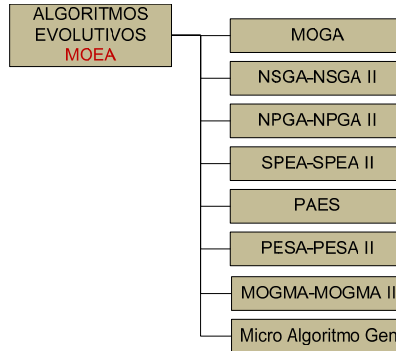 ALGORITMOS
EVOLUTIVOS
MOEA
MOGA
NSGA-NSGA II
NPGA-NPGA II
SPEA-SPEA II
PAES
PESA-PESA II
MOGMA-MOGMA II
Micro Algoritmo Gen